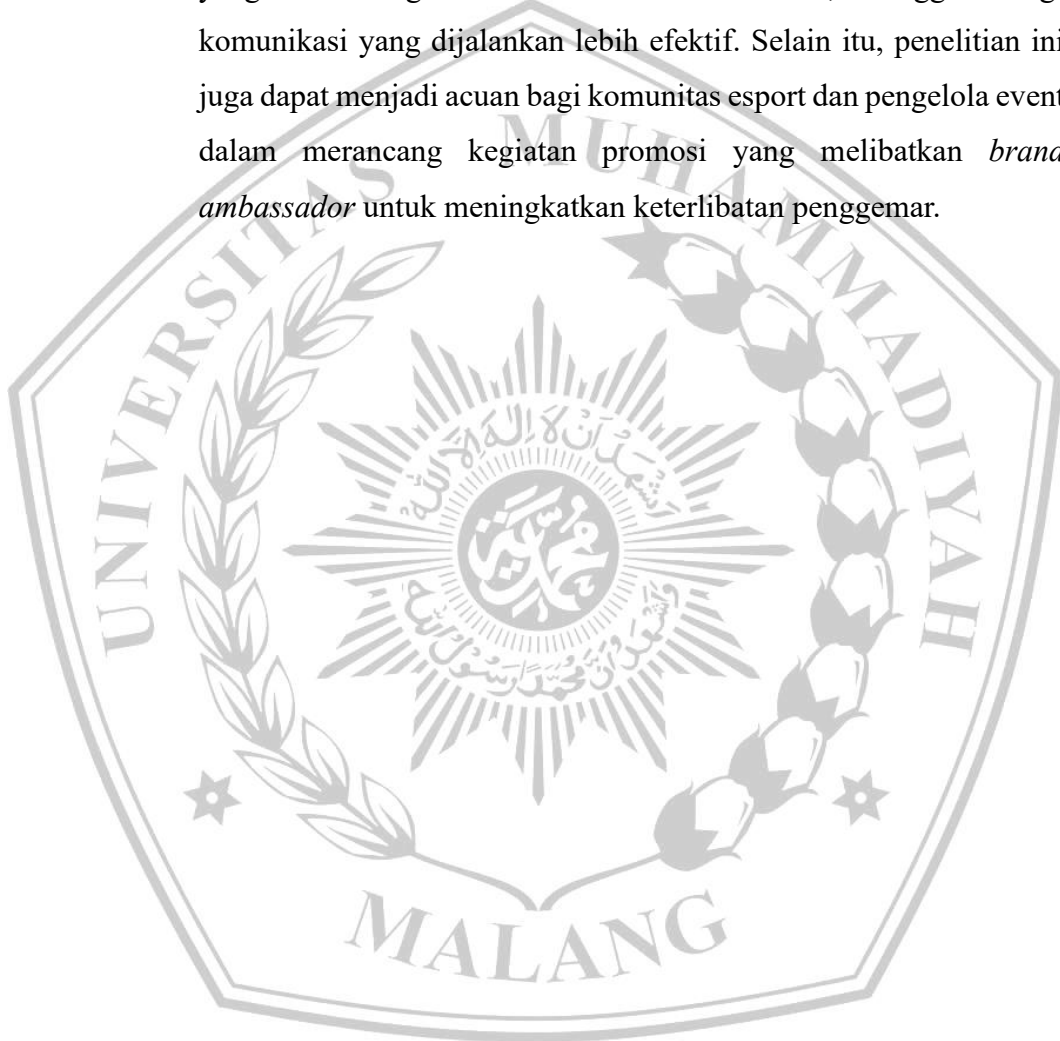 komunikasi yang dijalankan lebih efektif. Selain itu, penelitian ini
juga dapat menjadi acuan bagi komunitas esport dan pengelola event
dalam merancang kegiatan promosi yang melibatkan brand
ambassador untuk meningkatkan keterlibatan penggemar.
UNIVERSITAS MUHAMMADIYAH
MALANG